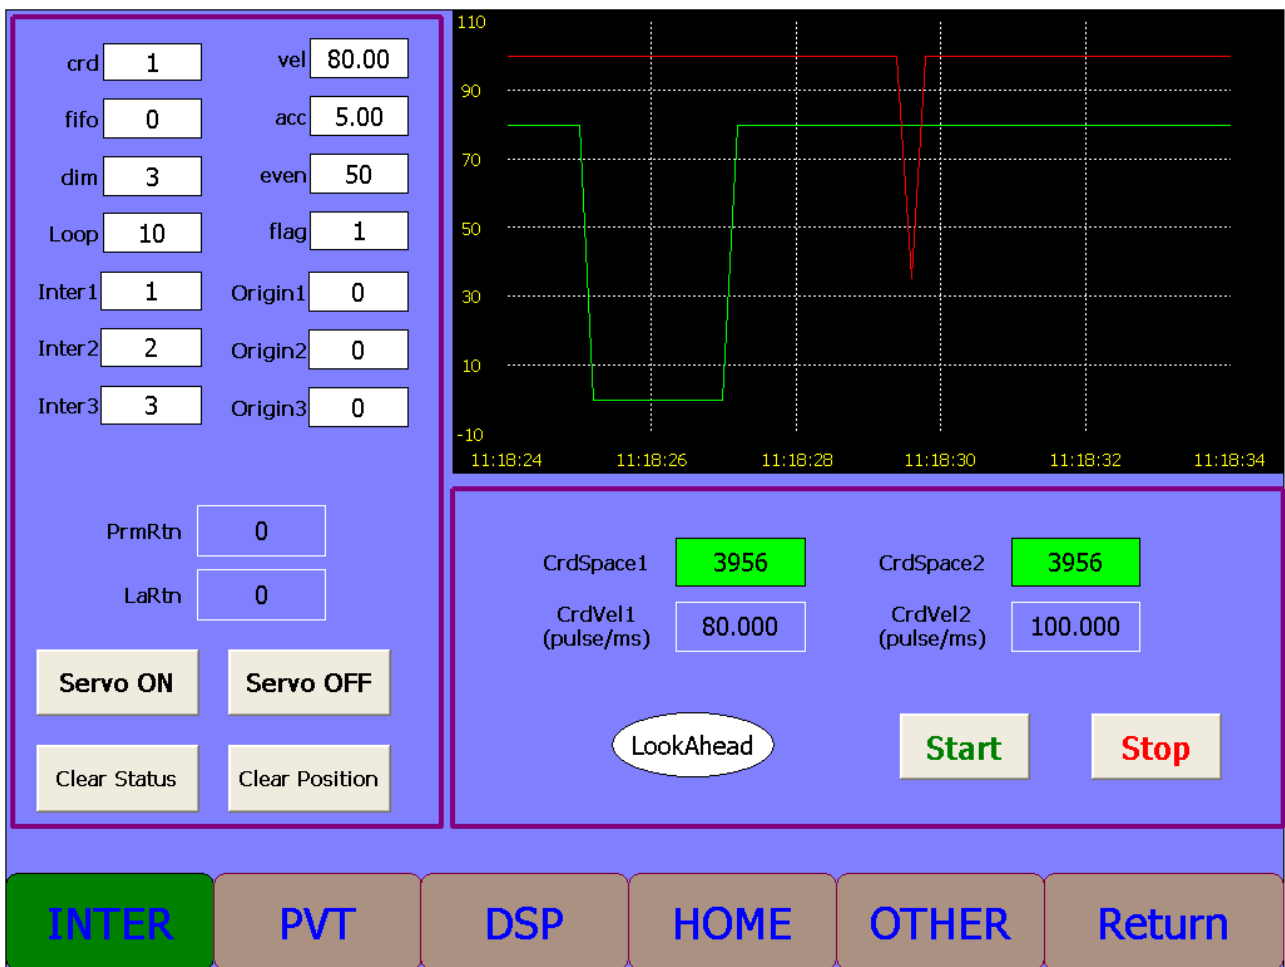 crd 1 vel 80.00
fifo 0 acc 5.00
dim 3 even 50
Loop 10 flag 1
Inter1 1 Origin1 0
Inter2 2 Origin2 0
Inter3 3 Origin3 0
PrmRtn 0
LaRtn 0
Servo ON Servo OFF
Clear Status Clear Position
110
90
70
50
30
10
-10
11:18:24 11:18:26 11:18:28 11:18:30 11:18:32 11:18:34
CrdSpace1 3956 CrdSpace2 3956
CrdVel1
(pulse/ms) 80.000
CrdVel2
(pulse/ms) 100.000
LookAhead Start Stop
INTER PVT DSP HOME OTHER Return